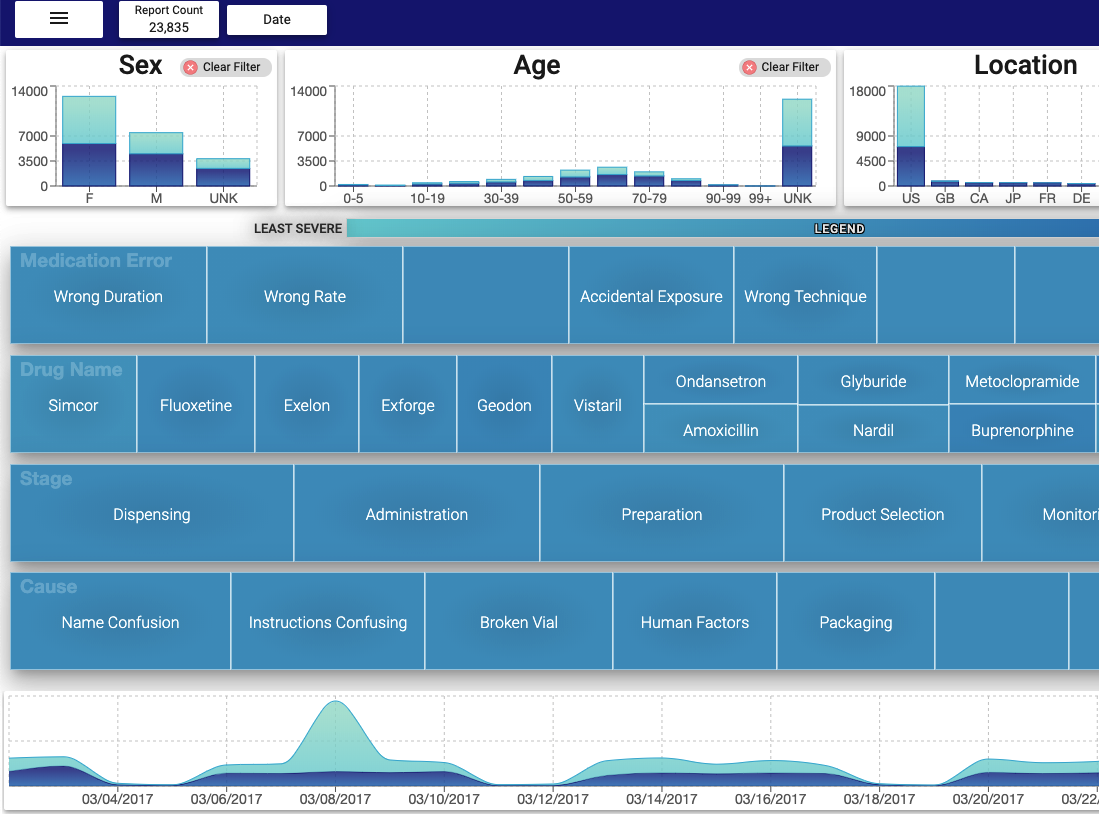 Report Count
23,835
Date
Sex
Clear Filter
14000
7000
3500
0
F M UNK
Age
Clear Filter
14000
7000
3500
0
0-5 10-19 30-39 50-59 70-79 90-99 99+ UNK
Location
18000
9000
4500
0
US GB CA JP FR DE
LEAST SEVERE
LEGEND
Medication Error
Wrong Duration Wrong Rate Accidental Exposure Wrong Technique
Drug Name
Simcor Fluoxetine Exelon Exforge Geodon Vistaril
Ondansetron Glyburide Metoclopramide
Amoxicillin Nardil Buprenorphine
Stage
Dispensing Administration Preparation Product Selection Monitori
Cause
Name Confusion Instructions Confusing Broken Vial Human Factors Packaging
03/04/2017 03/06/2017 03/08/2017 03/10/2017 03/12/2017 03/14/2017 03/16/2017 03/18/2017 03/20/2017 03/22/